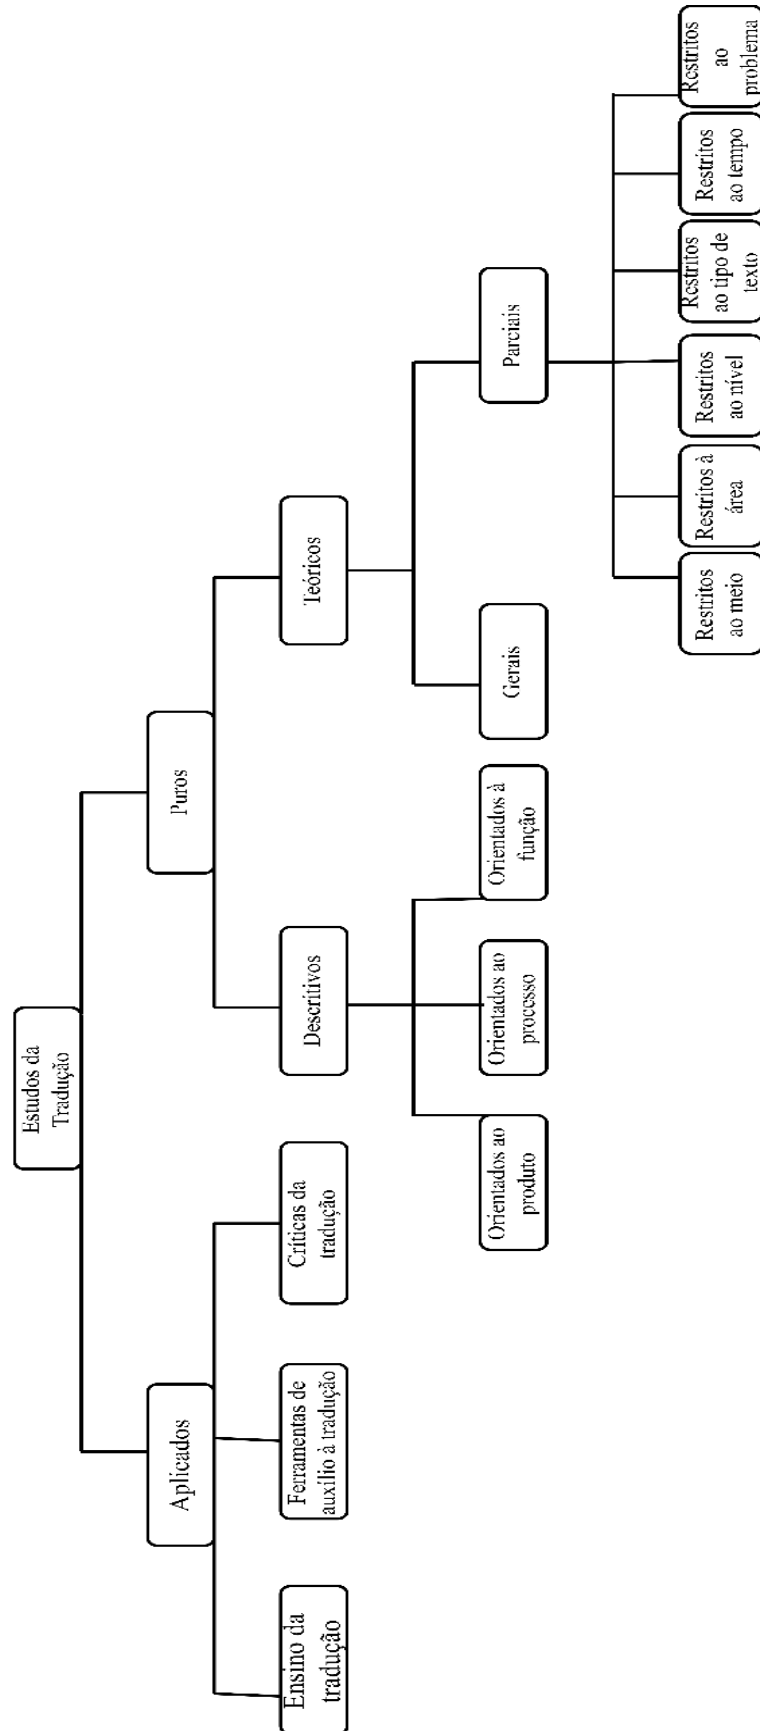 Estudos da
Tradução
Aplicados
Puros
Ensino da
tradução
Ferramentas de
auxílio à tradução
Críticas da
tradução
Descritivos
Teóricos
Orientados ao
produto
Orientados ao
processo
Orientados à
função
Gerais
Parciais
Restritos
ao meio
Restritos à
área
Restritos
ao nível
Restritos
ao tipo de
texto
Restritos
ao tempo
Restritos
ao
problema